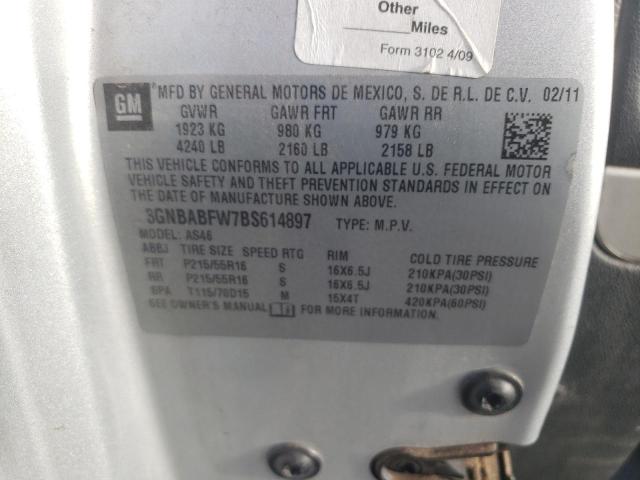 Other
______Miles
Form 3102 4/09
GM
*MFD BY GENERAL MOTORS DE MEXICO, S. DE R.L. DE C.V. 02/11
GVWR GAWR FRT GAWR RR
1923 KG 980 KG 979 KG
4240 LB 2160 LB 2158 LB
THIS VEHICLE CONFORMS TO ALL APPLICABLE U.S. FEDERAL MOTOR
VEHICLE SAFETY AND THEFT PREVENTION STANDARDS IN EFFECT ON
THE DATE OF MANUFACTURE SHOWN ABOVE.
3GNBABFW7BS614897 TYPE: M.P.V.
MODEL: AS46
ABBJ TIRE SIZE SPEED RTG RIM COLD TIRE PRESSURE
FRT P215/55R16 S 16X6.5J 210KPA(30PSI)
RR P215/55R16 S 16X6.5J 210KPA(30PSI)
SPA T115/70D15 M 15X4T 420KPA(60PSI)
SEE OWNER'S MANUAL FOR MORE INFORMATION.